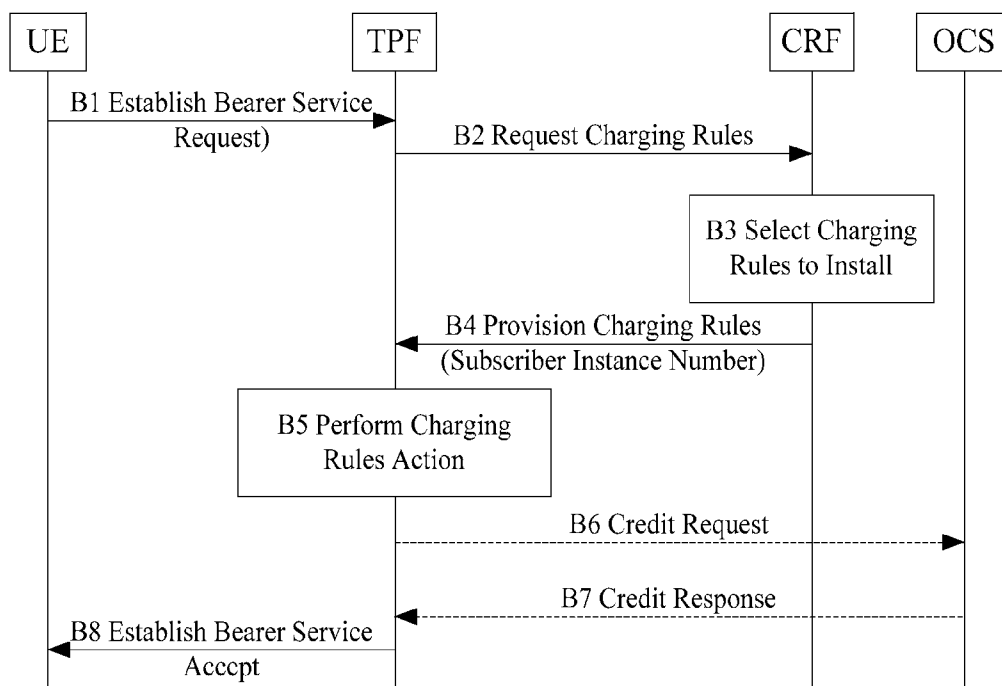 UE
TPF
CRF
OCS
B1 Establish Bearer Service
Request)
B2 Request Charging Rules
B3 Select Charging
Rules to Install
B4 Provision Charging Rules
(Subscriber Instance Number)
B5 Perform Charging
Rules Action
B6 Credit Request
B7 Credit Response
B8 Establish Bearer Service
Acccpt